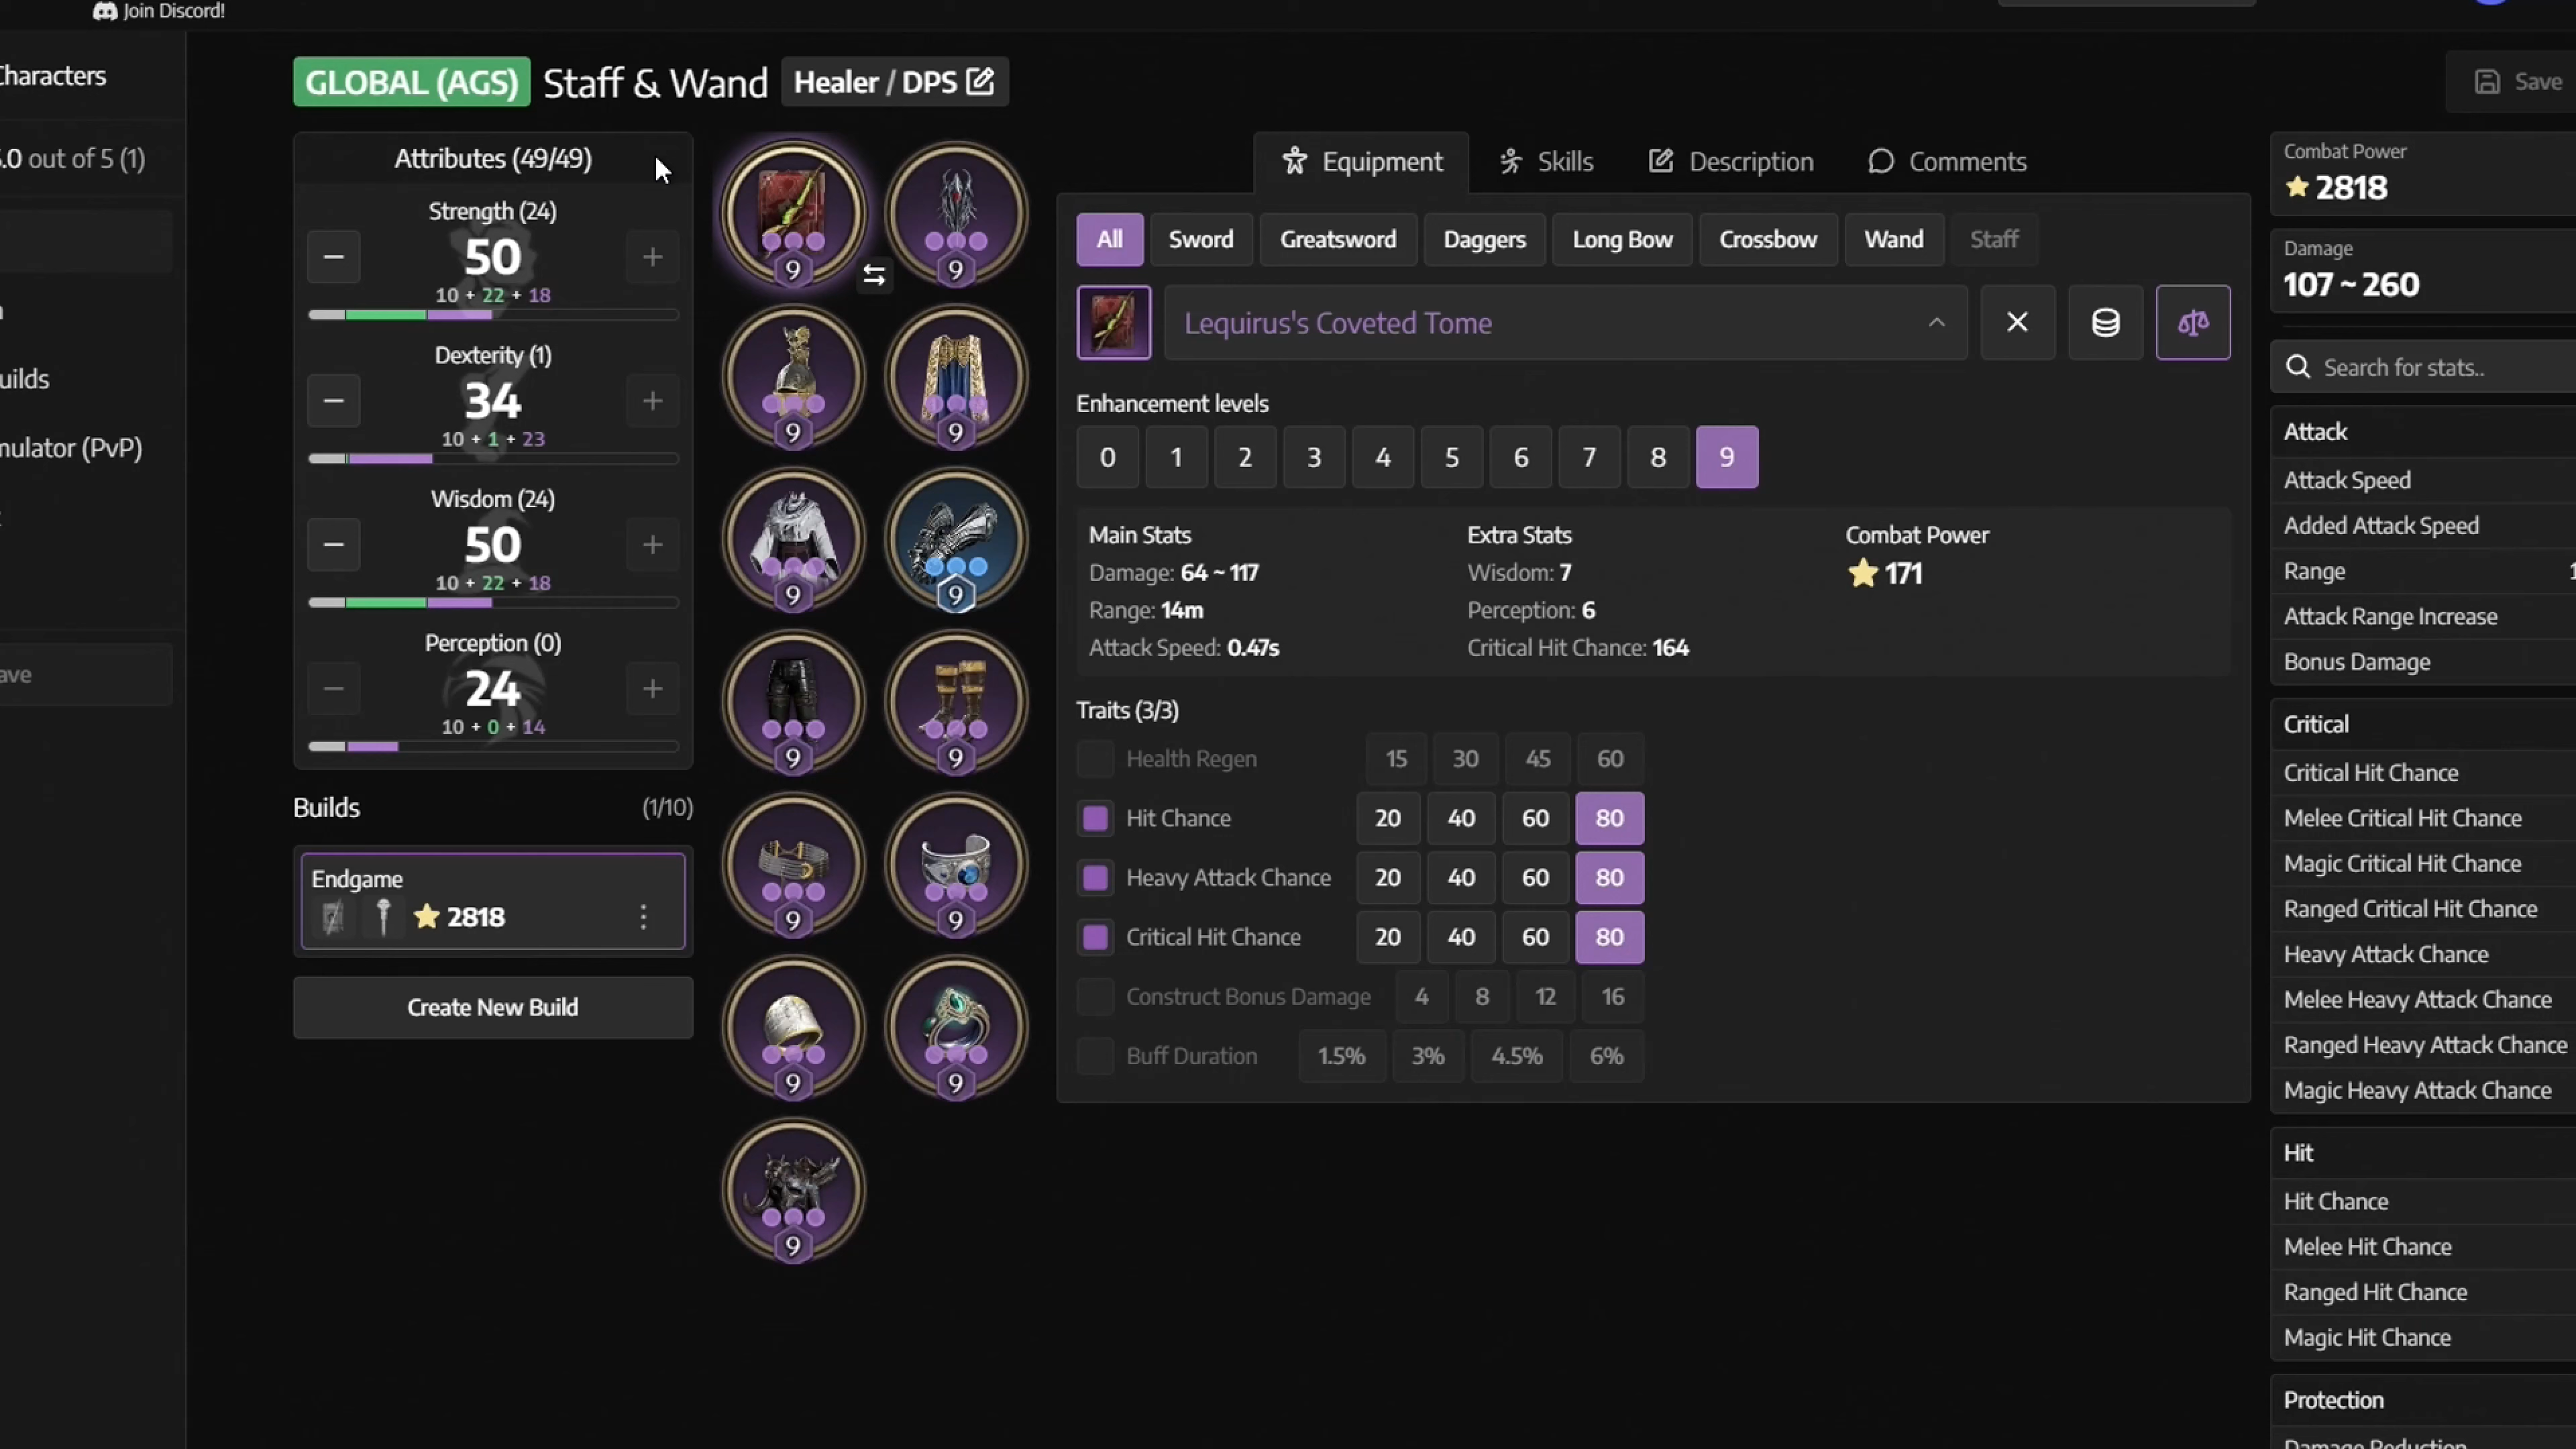 Join Discord!
Characters
GLOBAL (AGS) Staff & Wand Healer / DPS
Save
.0 out of 5 (1)
uilds
mulator (PvP)
ave
Attributes (49/49)
Strength (24)
50
10 + 22 + 18
Dexterity (1)
34
10 + 1 + 23
Wisdom (24)
50
10 + 22 + 18
Perception (0)
24
10 + 0 + 14
Builds (1/10)
Endgame
2818
Create New Build
9 9
9 9
9 9
9 9
9 9
9 9
9
Equipment Skills Description Comments
All Sword Greatsword Daggers Long Bow Crossbow Wand Staff
Lequirus's Coveted Tome
Enhancement levels
0 1 2 3 4 5 6 7 8 9
Main Stats Extra Stats Combat Power
Damage: 64 ~ 117 Wisdom: 7 171
Range: 14m Perception: 6
Attack Speed: 0.47s Critical Hit Chance: 164
Traits (3/3)
Health Regen 15 30 45 60
Hit Chance 20 40 60 80
Heavy Attack Chance 20 40 60 80
Critical Hit Chance 20 40 60 80
Construct Bonus Damage 4 8 12 16
Buff Duration 1.5% 3% 4.5% 6%
Combat Power
2818
Damage
107 ~ 260
Search for stats..
Attack
Attack Speed
Added Attack Speed
Range 1
Attack Range Increase
Bonus Damage
Critical
Critical Hit Chance
Melee Critical Hit Chance
Magic Critical Hit Chance
Ranged Critical Hit Chance
Heavy Attack Chance
Melee Heavy Attack Chance
Ranged Heavy Attack Chance
Magic Heavy Attack Chance
Hit
Hit Chance
Melee Hit Chance
Ranged Hit Chance
Magic Hit Chance
Protection
Damage Reduction